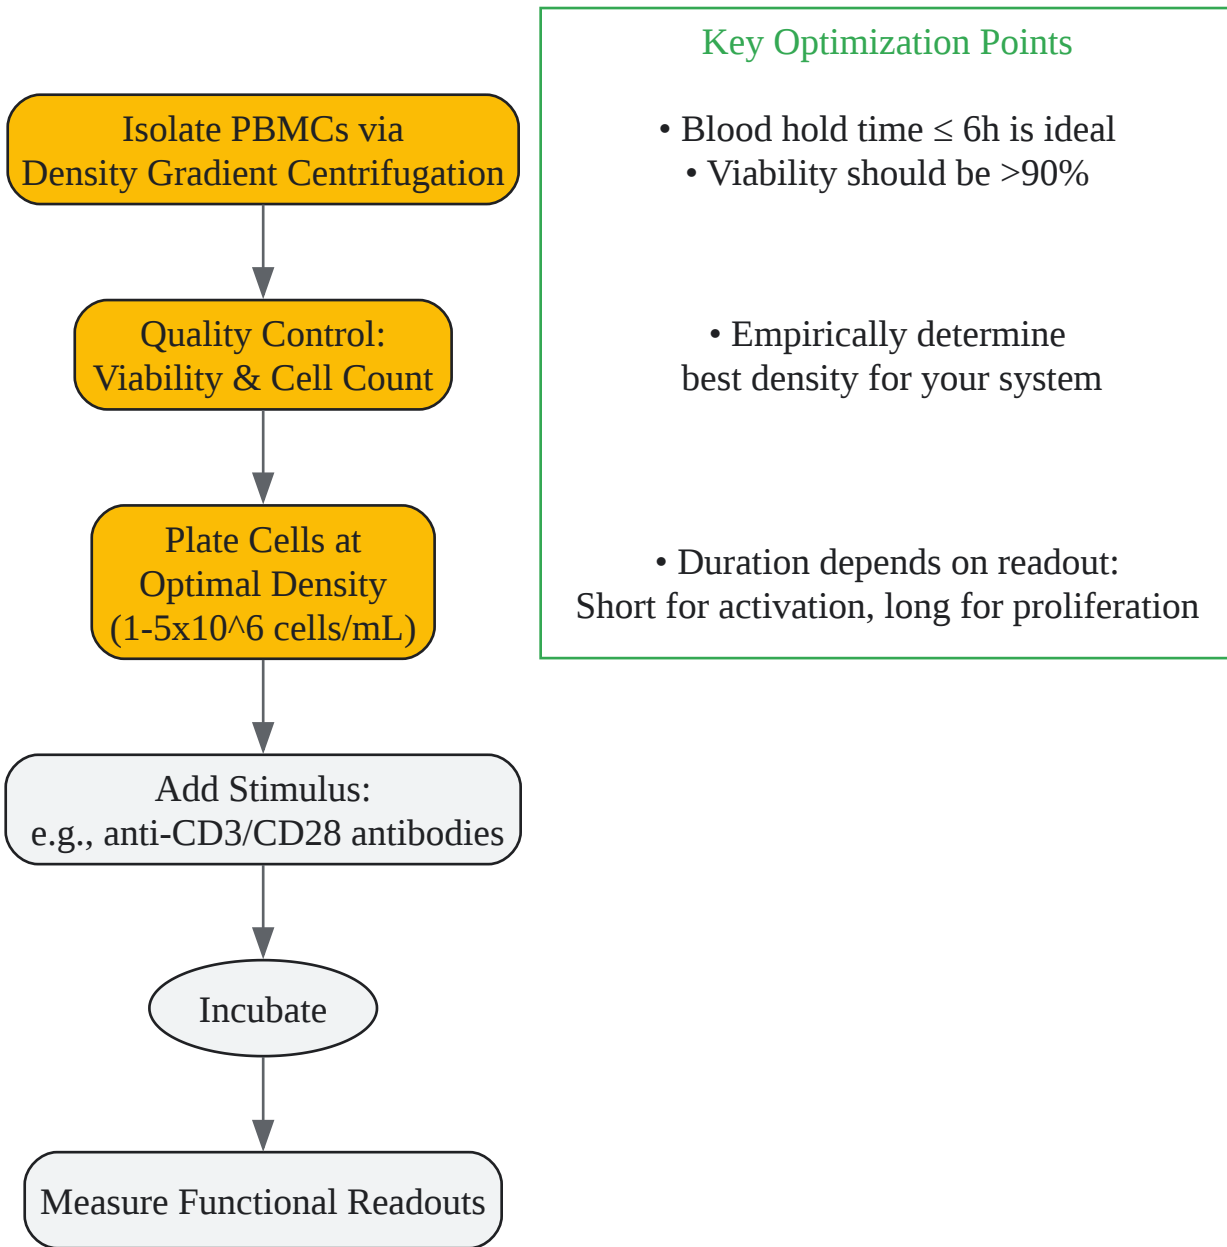 Isolate PBMCs via
Density Gradient Centrifugation
Quality Control:
Viability & Cell Count
Plate Cells at
Optimal Density
(1-5x10^6 cells/mL)
Add Stimulus:
e.g., anti-CD3/CD28 antibodies
Incubate
Measure Functional Readouts
Key Optimization Points
• Blood hold time ≤ 6h is ideal
• Viability should be >90%
• Empirically determine
best density for your system
• Duration depends on readout:
Short for activation, long for proliferation